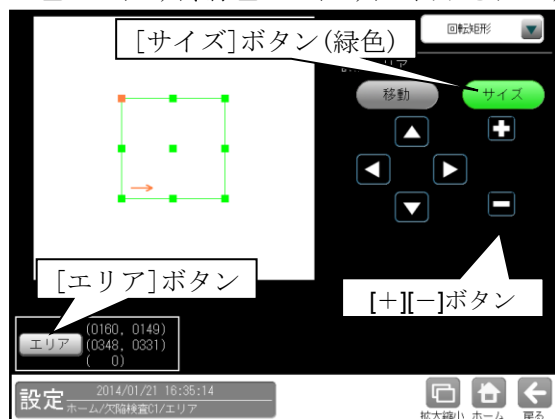 [サイズ]ボタン(緑色)
回転矩形
移動
サイズ
[エリア]ボタン
[＋][－]ボタン
エリア
(0160, 0149)
(0348, 0331)
(    0)
設定
2014/01/21 16:35:14
ホーム/欠陥検査C1/エリア
拡大縮小 ホーム 戻る